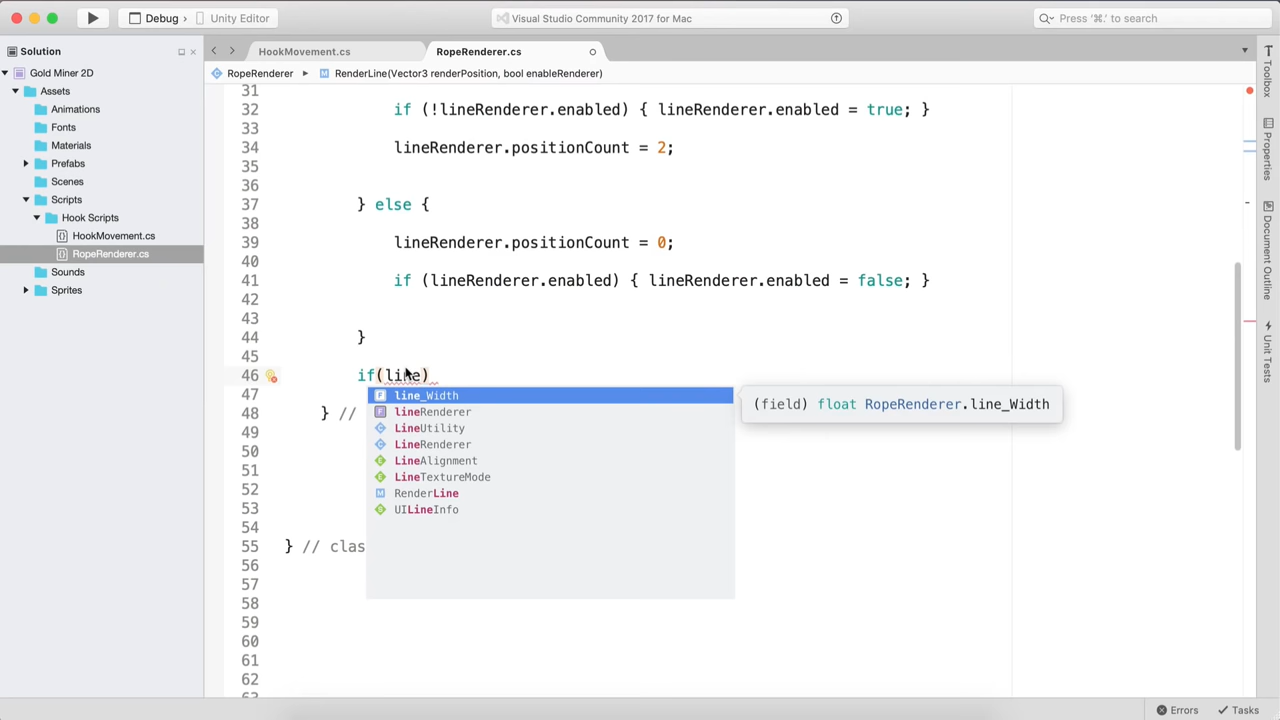 Debug
Unity Editor
Visual Studio Community 2017 for Mac
Press '⌘.' to search
Solution
HookMovement.cs
RopeRenderer.cs
RopeRenderer
RenderLine(Vector3 renderPosition, bool enableRenderer)
Gold Miner 2D
Assets
Animations
Fonts
Materials
Prefabs
Scenes
Scripts
Hook Scripts
HookMovement.cs
RopeRenderer.cs
Sounds
Sprites
31
32 if (!lineRenderer.enabled) { lineRenderer.enabled = true; }
33
34 lineRenderer.positionCount = 2;
35
36
37 } else {
38
39 lineRenderer.positionCount = 0;
40
41 if (lineRenderer.enabled) { lineRenderer.enabled = false; }
42
43
44 }
45
46 if(line)
47
48 } //
49
50
51
52
53
54
55 } // clas
56
57
58
59
60
61
62
line_Width
lineRenderer
LineUtility
LineRenderer
LineAlignment
LineTextureMode
RenderLine
UILineInfo
(field) float RopeRenderer.line_Width
Toolbox
Properties
Document Outline
Unit Tests
Errors
Tasks